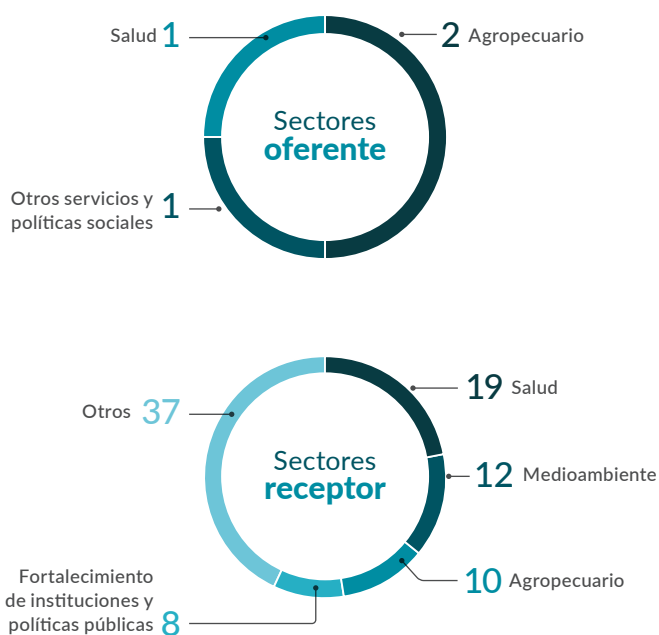 Salud 1
2 Agropecuario
Sectores
oferente
Otros servicios y
políticas sociales 1
19 Salud
Otros 37
Sectores
receptor
12 Medioambiente
10 Agropecuario
Fortalecimiento
de instituciones y
políticas públicas 8